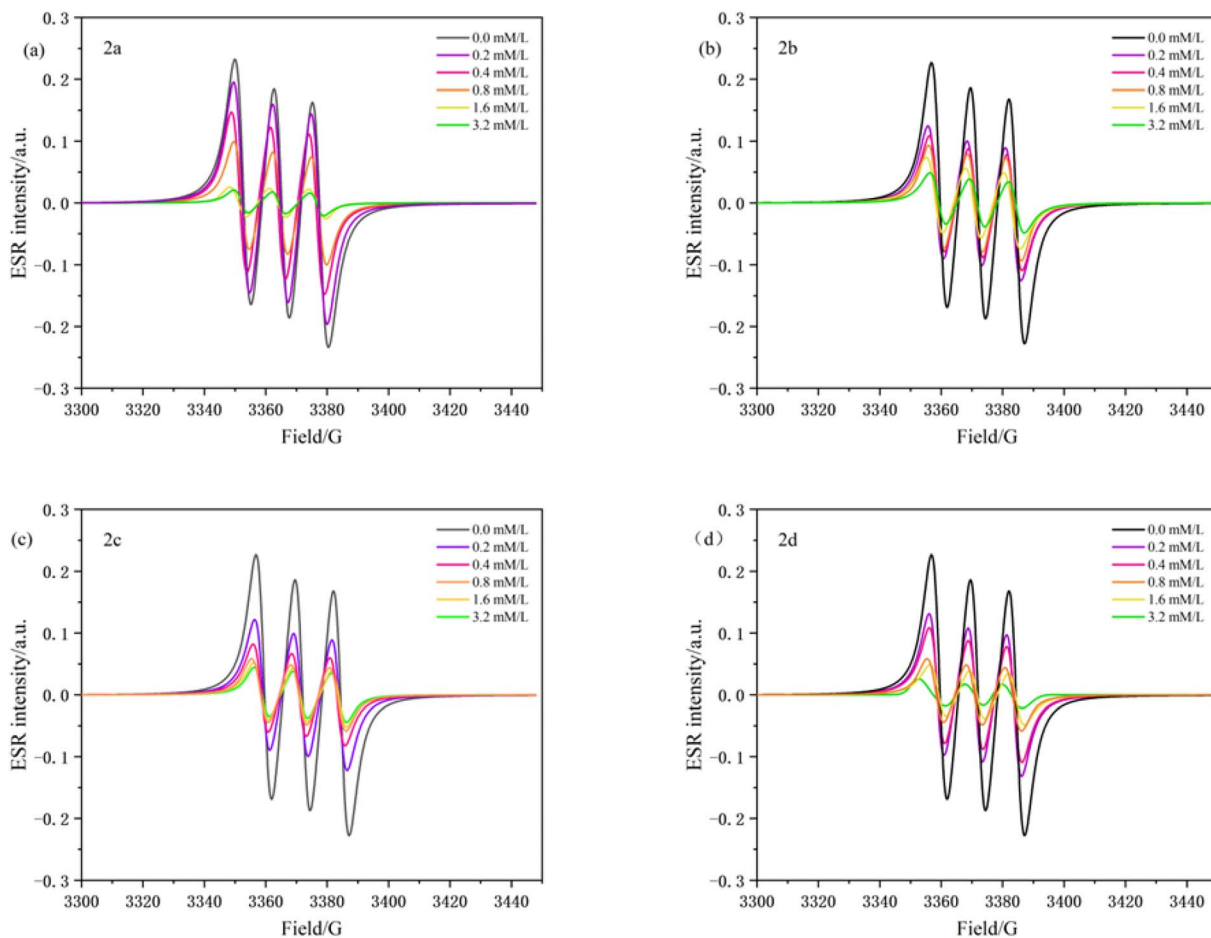 (a)
2a
0.0 mM/L
0.2 mM/L
0.4 mM/L
0.8 mM/L
1.6 mM/L
3.2 mM/L
0.3
0.2
0.1
0.0
−0.1
−0.2
−0.3
ESR intensity/a.u.
3300 3320 3340 3360 3380 3400 3420 3440
Field/G
(b)
2b
0.0 mM/L
0.2 mM/L
0.4 mM/L
0.8 mM/L
1.6 mM/L
3.2 mM/L
0.3
0.2
0.1
0.0
−0.1
−0.2
−0.3
ESR intensity/a.u.
3300 3320 3340 3360 3380 3400 3420 3440
Field/G
(c)
2c
0.0 mM/L
0.2 mM/L
0.4 mM/L
0.8 mM/L
1.6 mM/L
3.2 mM/L
0.3
0.2
0.1
0.0
−0.1
−0.2
−0.3
ESR intensity/a.u.
3300 3320 3340 3360 3380 3400 3420 3440
Field/G
（d）
2d
0.0 mM/L
0.2 mM/L
0.4 mM/L
0.8 mM/L
1.6 mM/L
3.2 mM/L
0.3
0.2
0.1
0.0
−0.1
−0.2
−0.3
ESR intensity/a.u.
3300 3320 3340 3360 3380 3400 3420 3440
Field/G